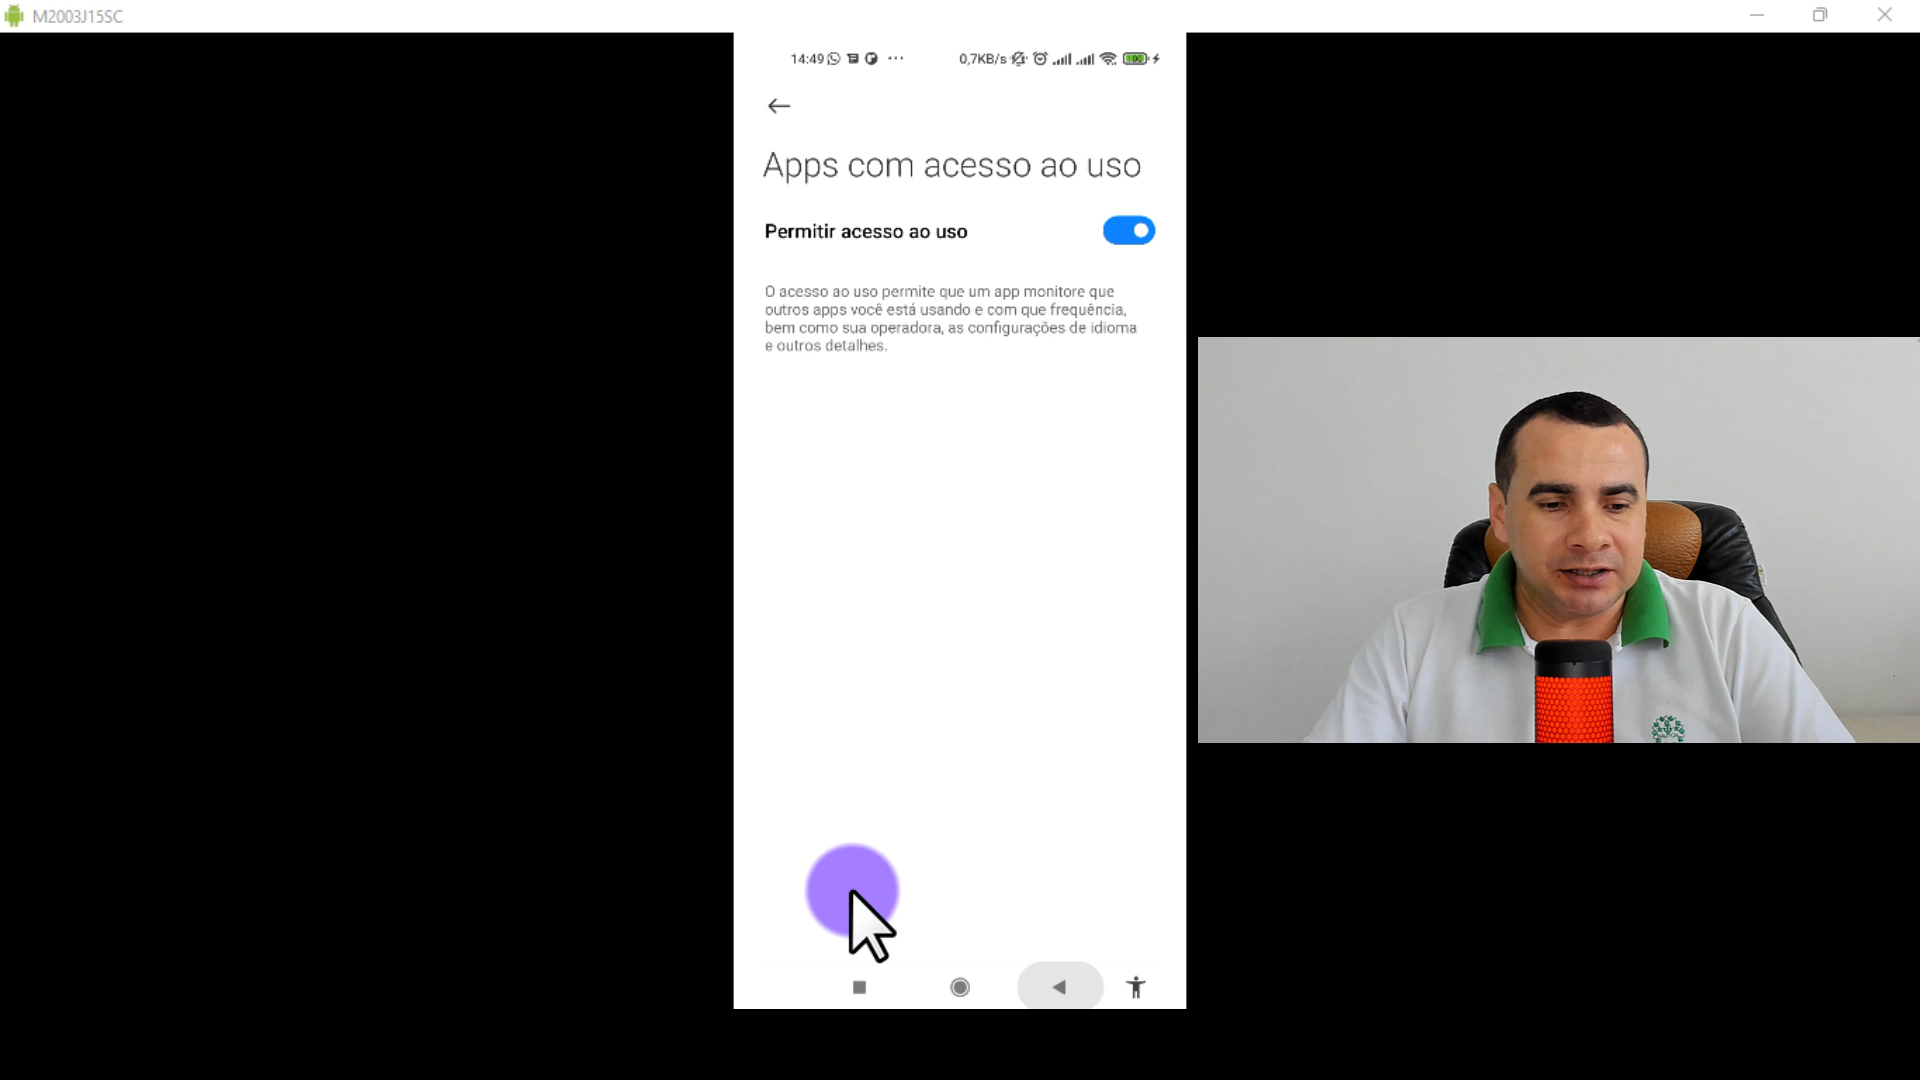 M2003J15SC
14:49
0,7KB/s
Apps com acesso ao uso
Permitir acesso ao uso
O acesso ao uso permite que um app monitore que
outros apps você está usando e com que frequência,
bem como sua operadora, as configurações de idioma
e outros detalhes.